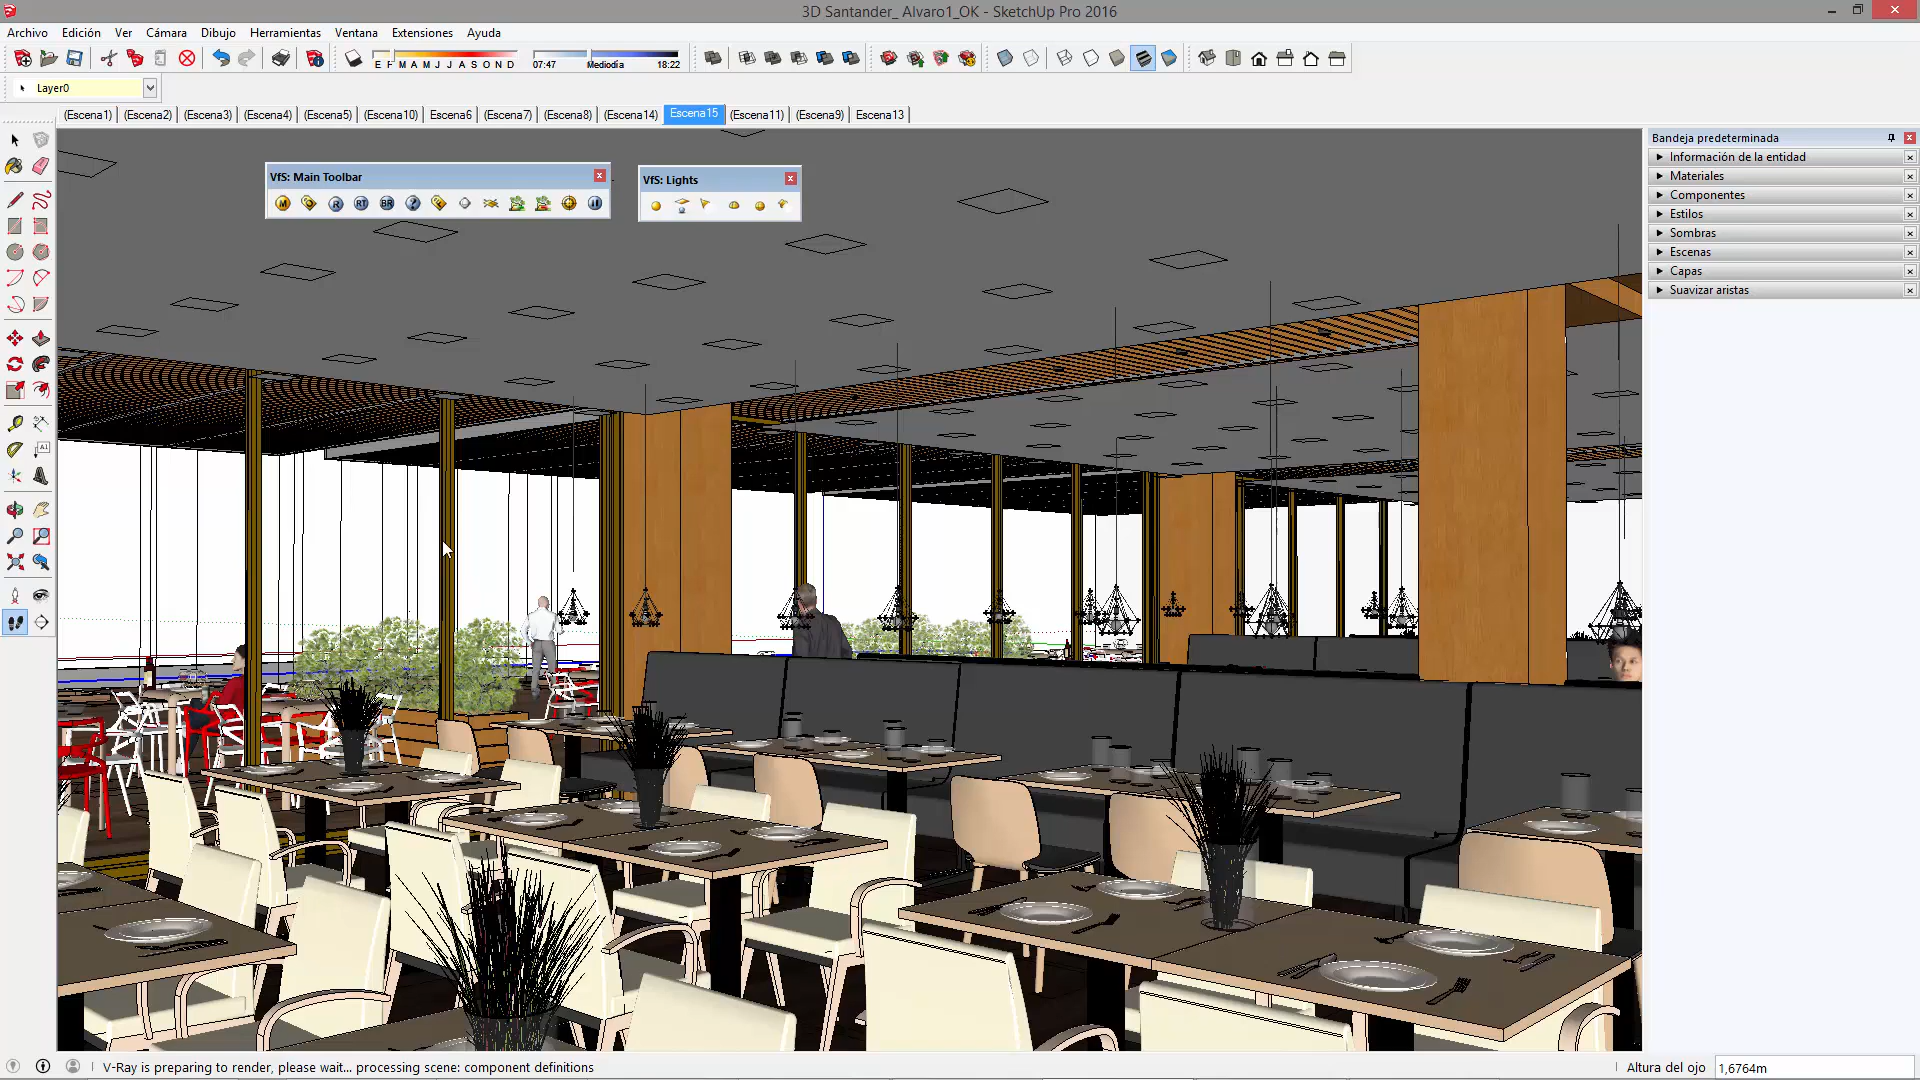 3D Santander_ Alvaro1_OK - SketchUp Pro 2016
Archivo Edición Ver Cámara Dibujo Herramientas Ventana Extensiones Ayuda
E F M A M J J A S O N D 07:47 Mediodía 18:22
Layer0
(Escena1) (Escena2) (Escena3) (Escena4) (Escena5) (Escena10) Escena6 (Escena7) (Escena8) (Escena14) Escena15 (Escena11) (Escena9) Escena13
VfS: Main Toolbar
VfS: Lights
M R RT BR ?
Bandeja predeterminada
Información de la entidad
Materiales
Componentes
Estilos
Sombras
Escenas
Capas
Suavizar aristas
A1
V-Ray is preparing to render, please wait... processing scene: component definitions
Altura del ojo 1,6764m